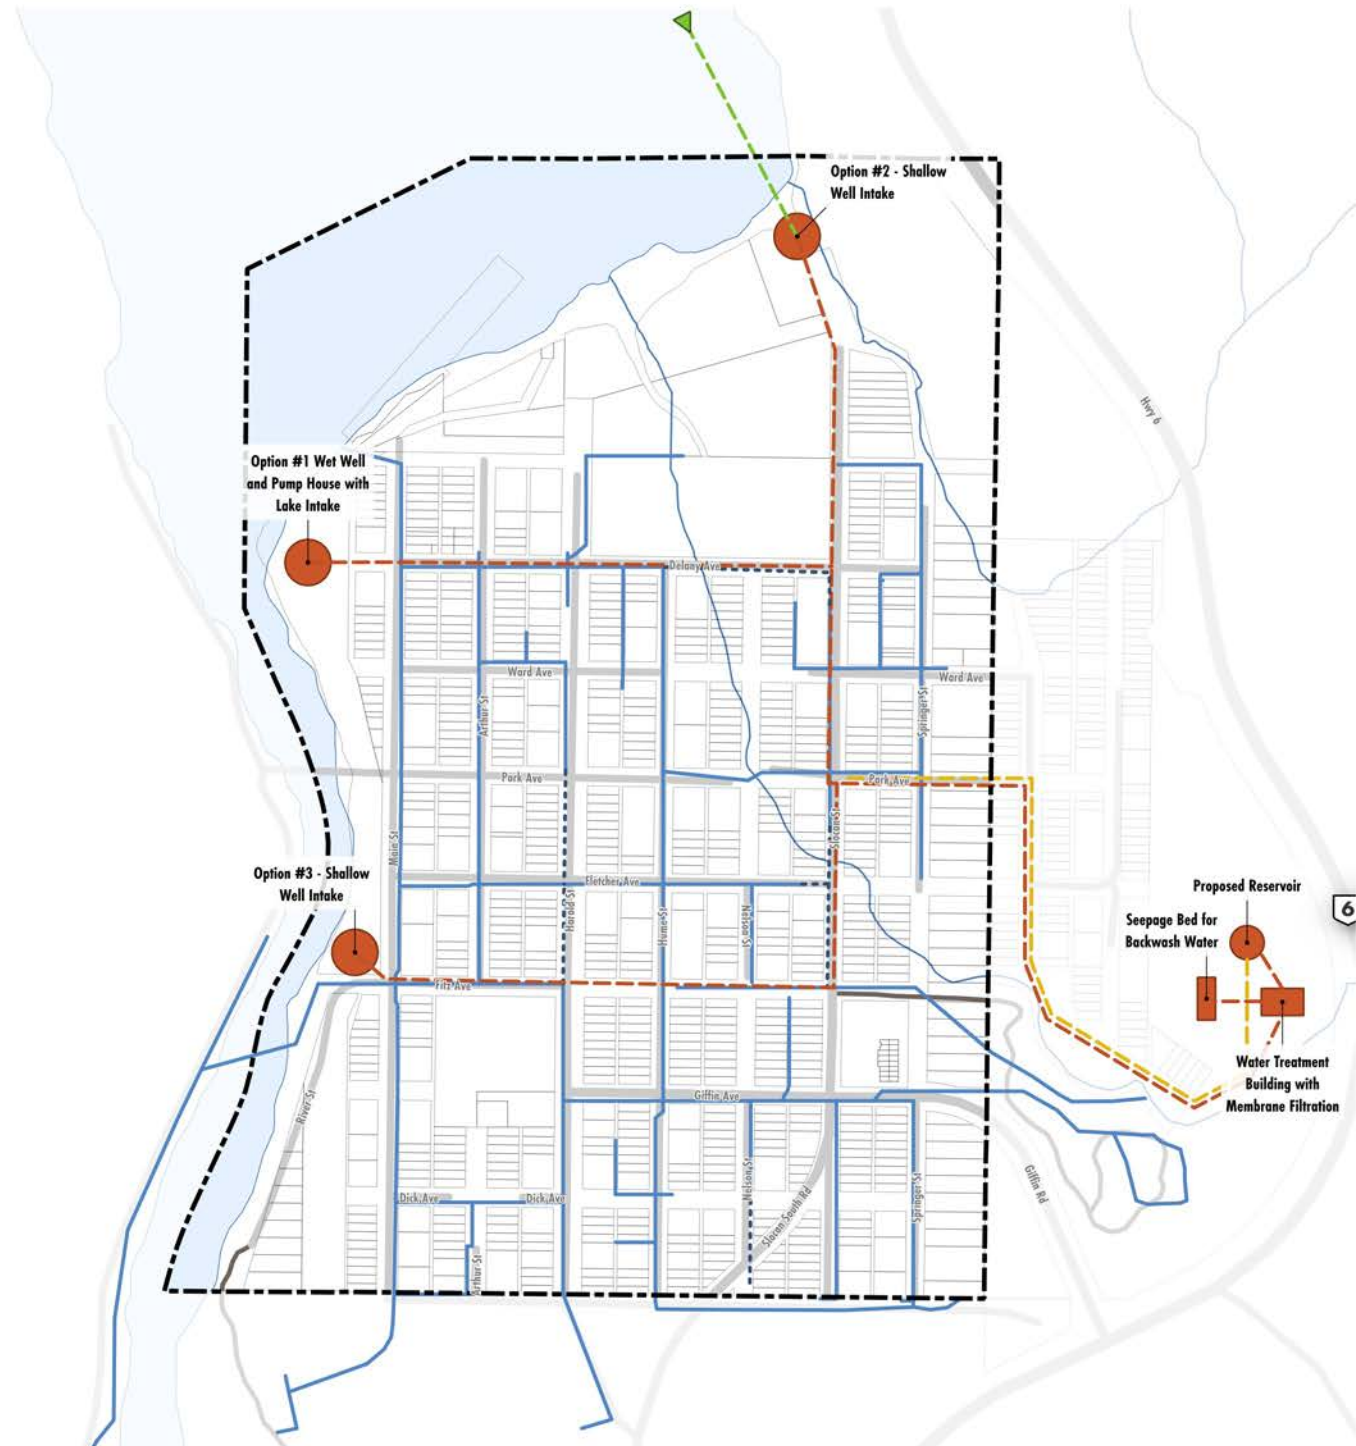 Option #2 - Shallow
Well Intake
Hwy 6
Option #1 Wet Well
and Pump House with
Lake Intake
Delany Ave
Ward Ave
Ward Ave
Arthur St
Springer St
Park Ave
Park Ave
Main St
Slocan St
Option #3 - Shallow
Well Intake
Fletcher Ave
Harold St
Hume St
Nelson St
Proposed Reservoir
6
Seepage Bed for
Backwash Water
Fitz Ave
Water Treatment
Building with
Membrane Filtration
River St
Giffin Ave
Giffin Rd
Dick Ave
Dick Ave
Nelson St
Slocan South Rd
Springer St
Arthur St